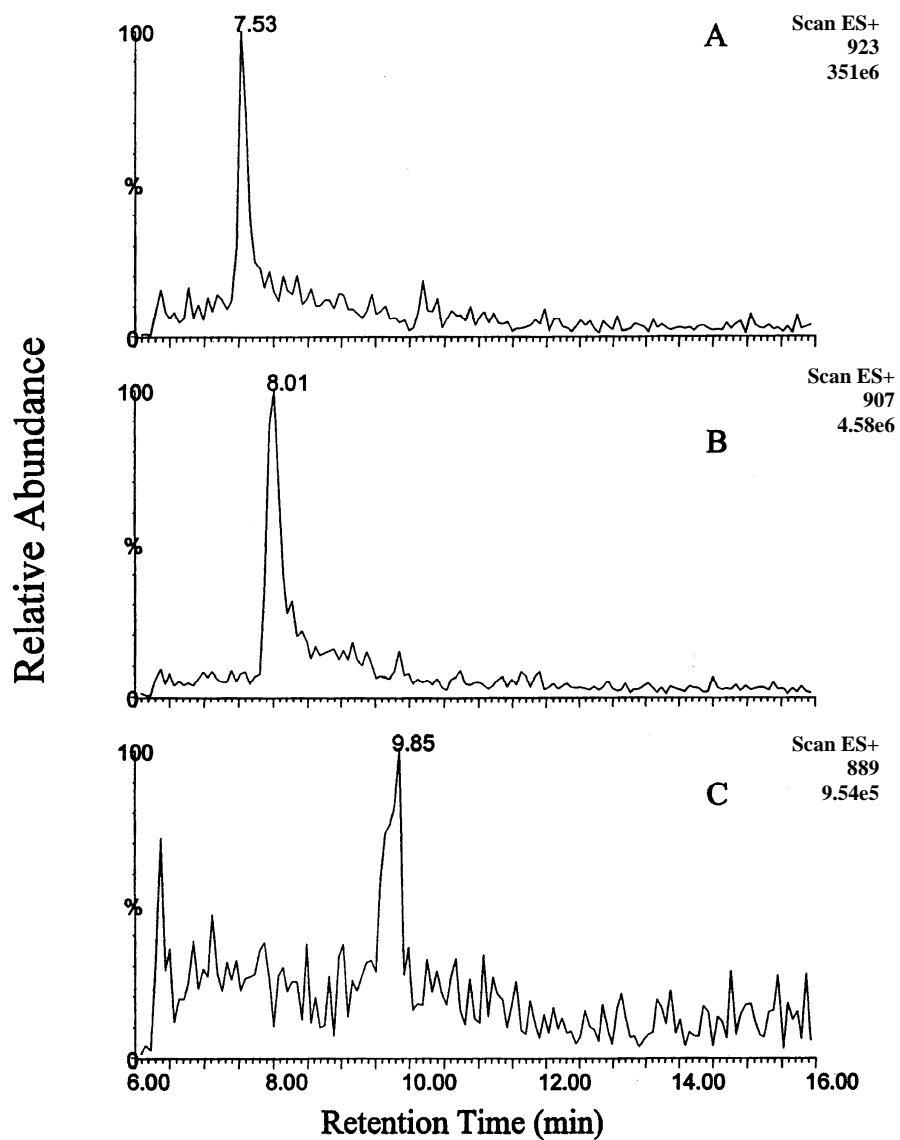 7.53
100
A
Scan ES+
923
351e6
%
0
8.01
100
B
Scan ES+
907
4.58e6
%
0
9.85
100
C
Scan ES+
889
9.54e5
%
0
6.00 8.00 10.00 12.00 14.00 16.00
Retention Time (min)
Relative Abundance